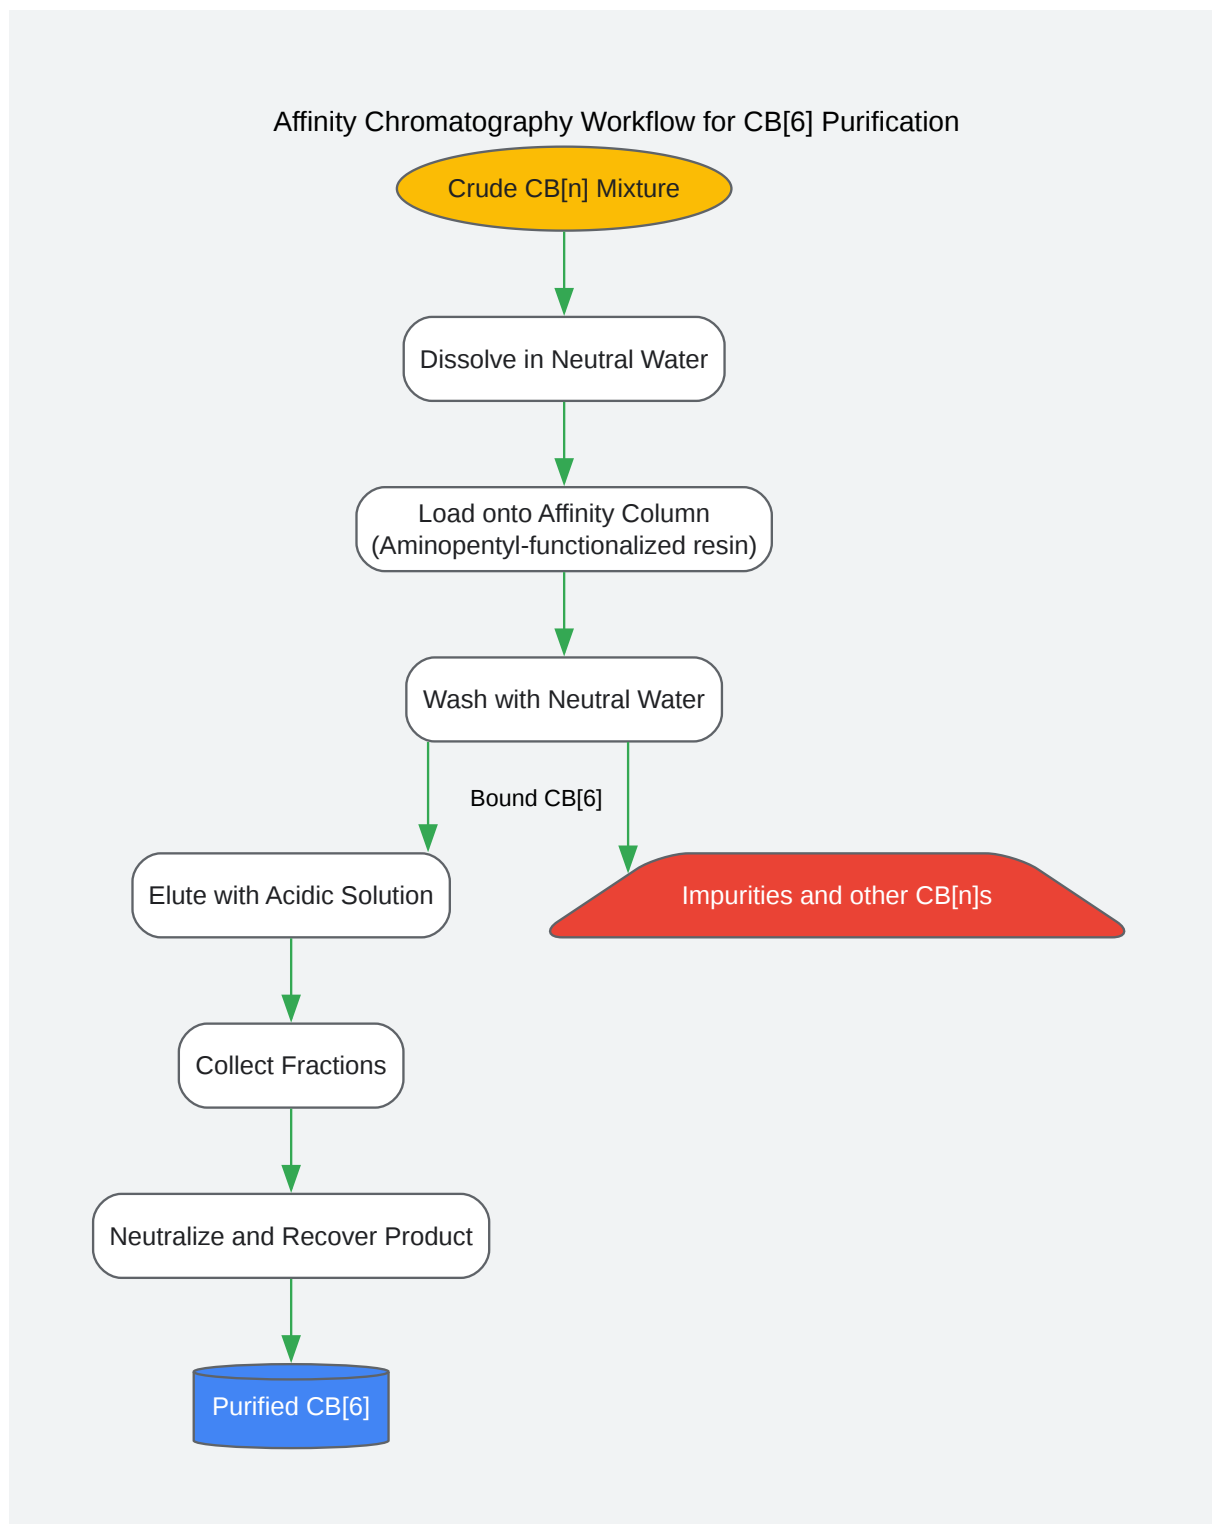 Affinity Chromatography Workflow for CB[6] Purification
Crude CB[n] Mixture
Dissolve in Neutral Water
Load onto Affinity Column
(Aminopentyl-functionalized resin)
Wash with Neutral Water
Bound CB[6]
Elute with Acidic Solution
Impurities and other CB[n]s
Collect Fractions
Neutralize and Recover Product
Purified CB[6]